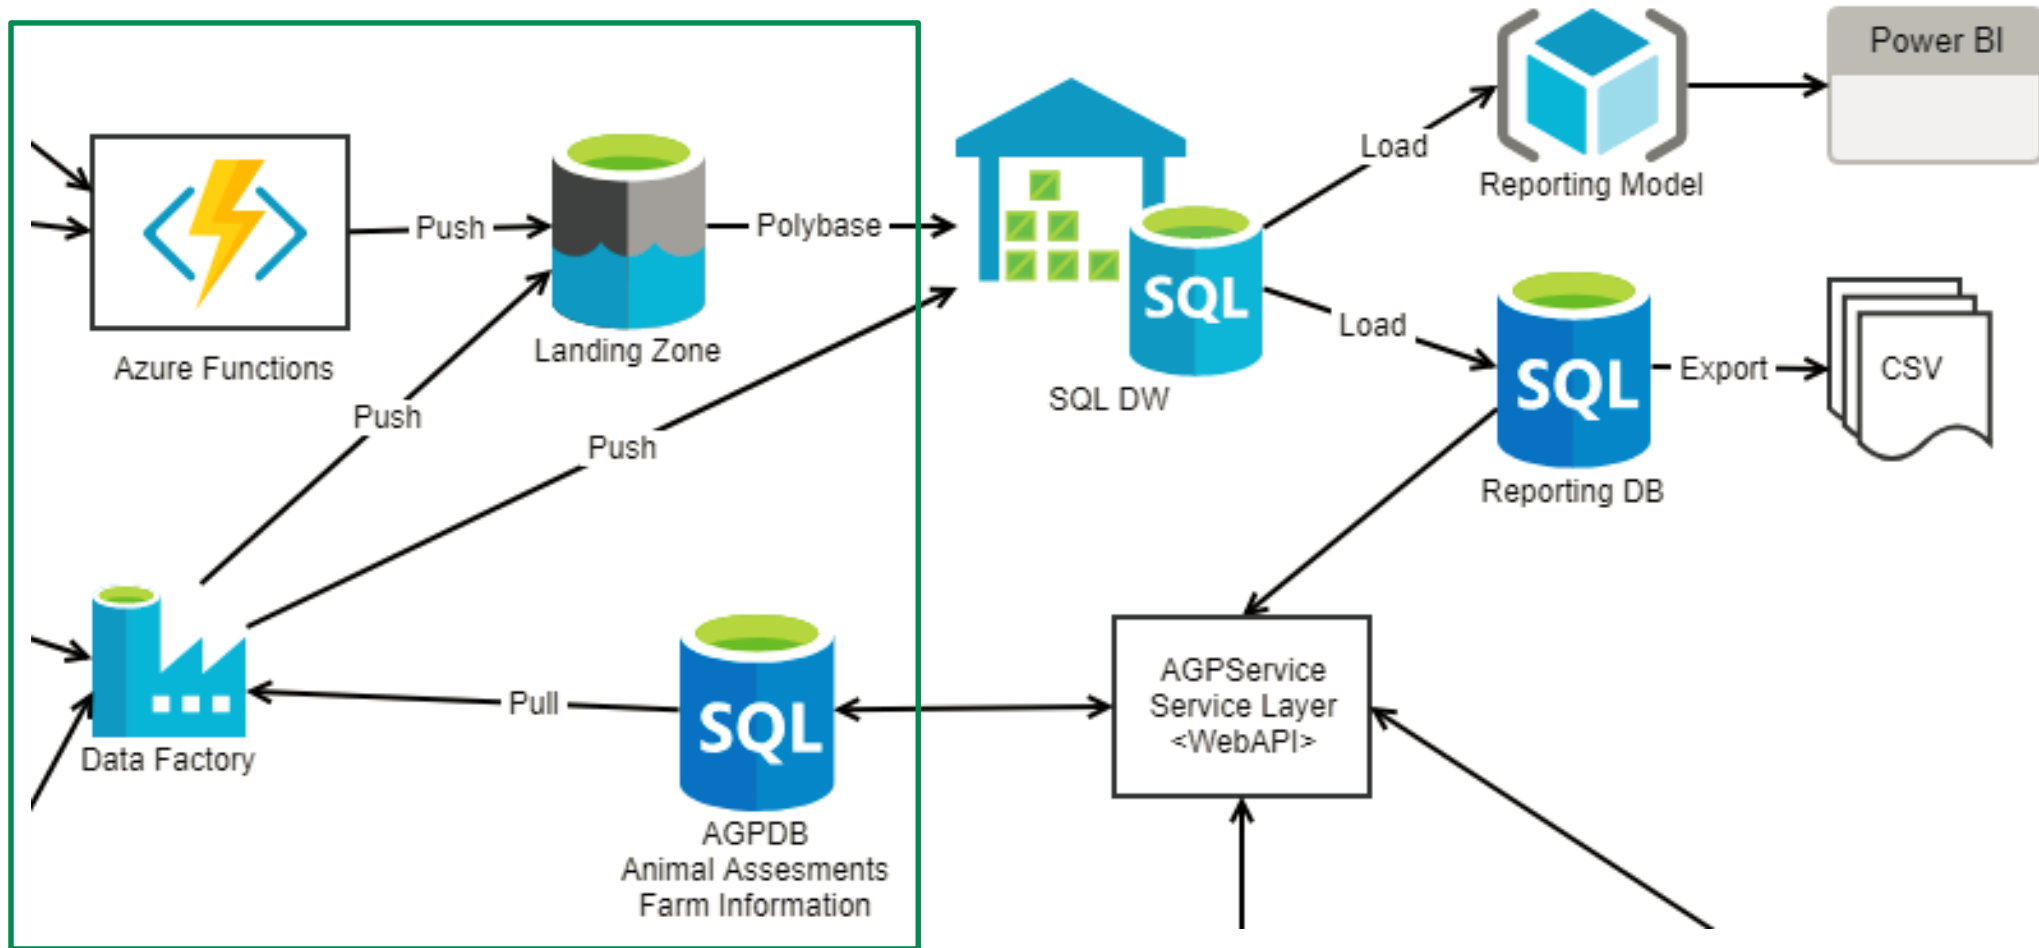 Power BI
Load
Reporting Model
Push
Polybase
SQL
Azure Functions
Landing Zone
SQL DW
Load
SQL
Export
CSV
Reporting DB
Push
Push
Data Factory
Pull
SQL
AGPDB
Animal Assesments
Farm Information
AGPService
Service Layer
<WebAPI>